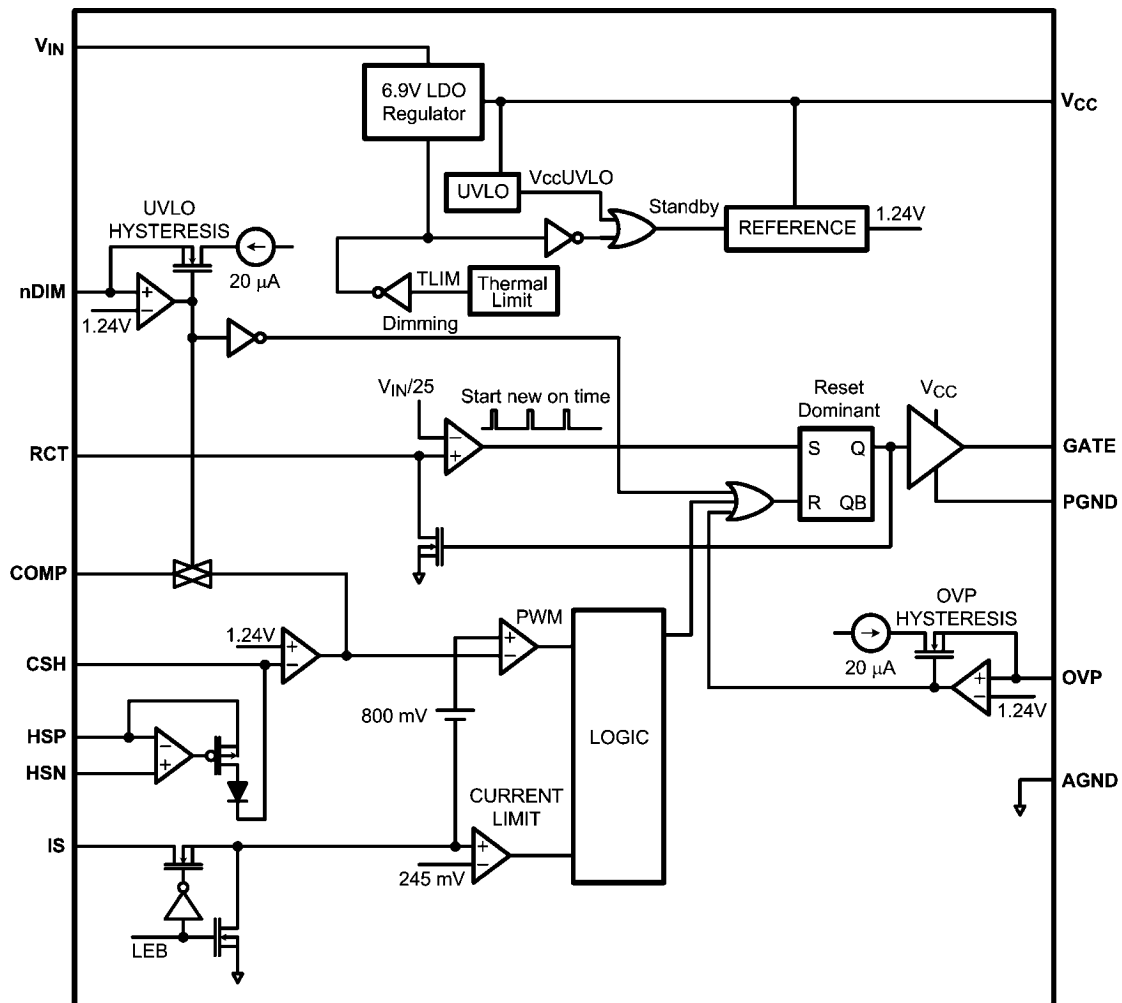 VIN
6.9V LDO
Regulator
VCC
UVLO
VccUVLO
Standby
REFERENCE
1.24V
UVLO
HYSTERESIS
20 μA
nDIM
+
−
1.24V
TLIM
Thermal
Limit
Dimming
VIN/25
Start new on time
Reset
Dominant
VCC
RCT
−
+
S Q
R QB
GATE
PGND
COMP
OVP
HYSTERESIS
20 μA
PWM
1.24V
+
−
+
−
CSH
+
−
OVP
1.24V
800 mV
LOGIC
HSP
−
HSN
+
AGND
CURRENT
LIMIT
IS
+
−
245 mV
LEB